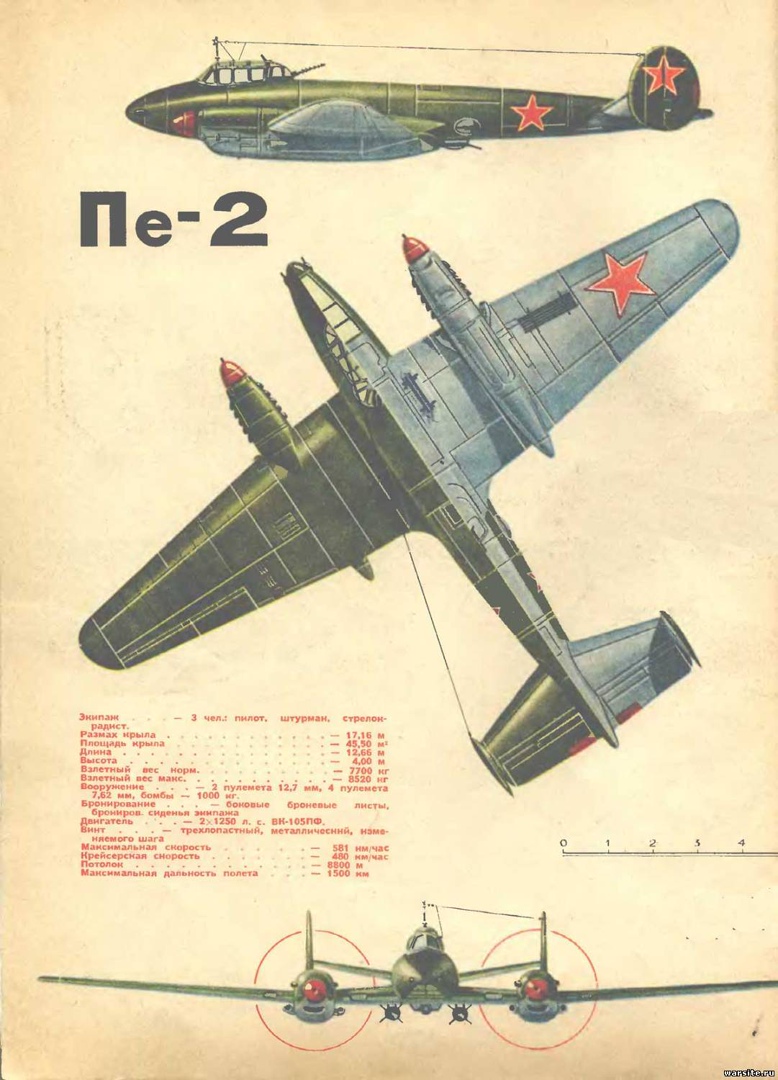 Пе-2
Экипаж . . . — 3 чел.: пилот, штурман, стрелок-
радист.
Размах крыла . . . . . . . . . . . — 17,16 м
Площадь крыла . . . . . . . . . . — 45,50 м²
Длина . . . . . . . . . . . . . . — 12,66 м
Высота . . . . . . . . . . . . . — 4,00 м
Взлетный вес норм. . . . . . . . . — 7700 кг
Взлетный вес макс. . . . . . . . . — 8520 кг
Вооружение . . . — 2 пулемета 12,7 мм, 4 пулемета
7,62 мм, бомбы — 1000 кг.
Бронирование . . . — боковые броневые листы,
брониров. сиденья экипажа
Двигатель . . . — 2×1250 л. с. ВК-105ПФ.
Винт . . . — трехлопастный, металлический, изме-
няемого шага
Максимальная скорость . . . . . — 581 км/час
Крейсерская скорость . . . . . . — 480 км/час
Потолок . . . . . . . . . . . . — 8800 м
Максимальная дальность полета . . . — 1500 км
0 1 2 3 4
warsite.ru